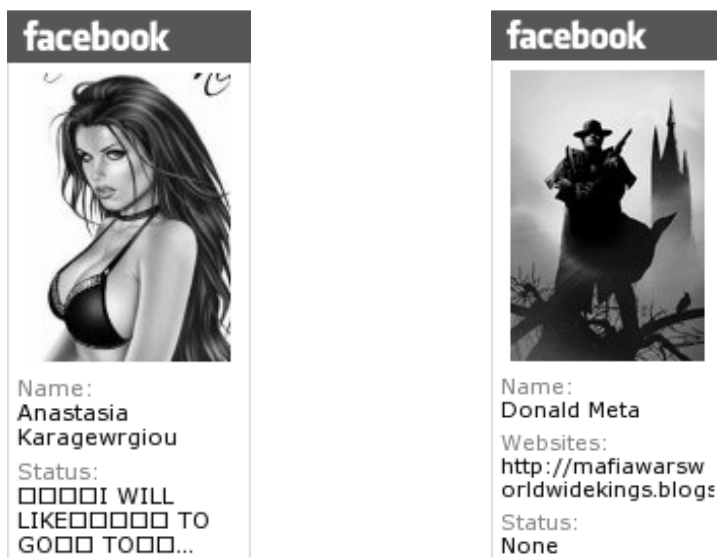 facebook
Name:
Anastasia
Karagewrgiou
Status:
□□□□I WILL
LIKE□□□□□ TO
GO□□ TO□□...
facebook
Name:
Donald Meta
Websites:
http://mafiawarsw
orldwidekings.blogs
Status:
None